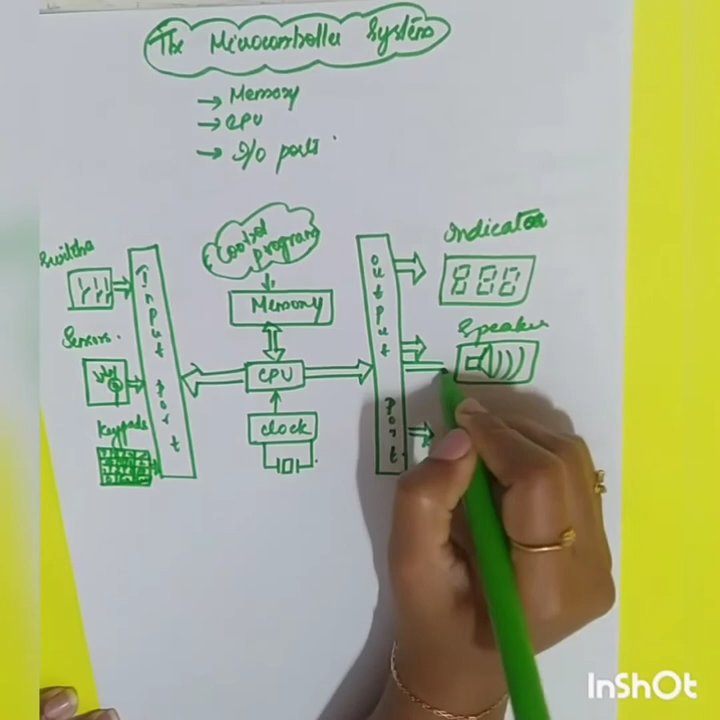 The Microcontroller System
→ Memory
→ CPU
→ I/O ports.
Switches
Sensors.
Keypads
Input port
Control program
Memory
CPU
clock
output port
Indicator
888
Speaker
InShOt